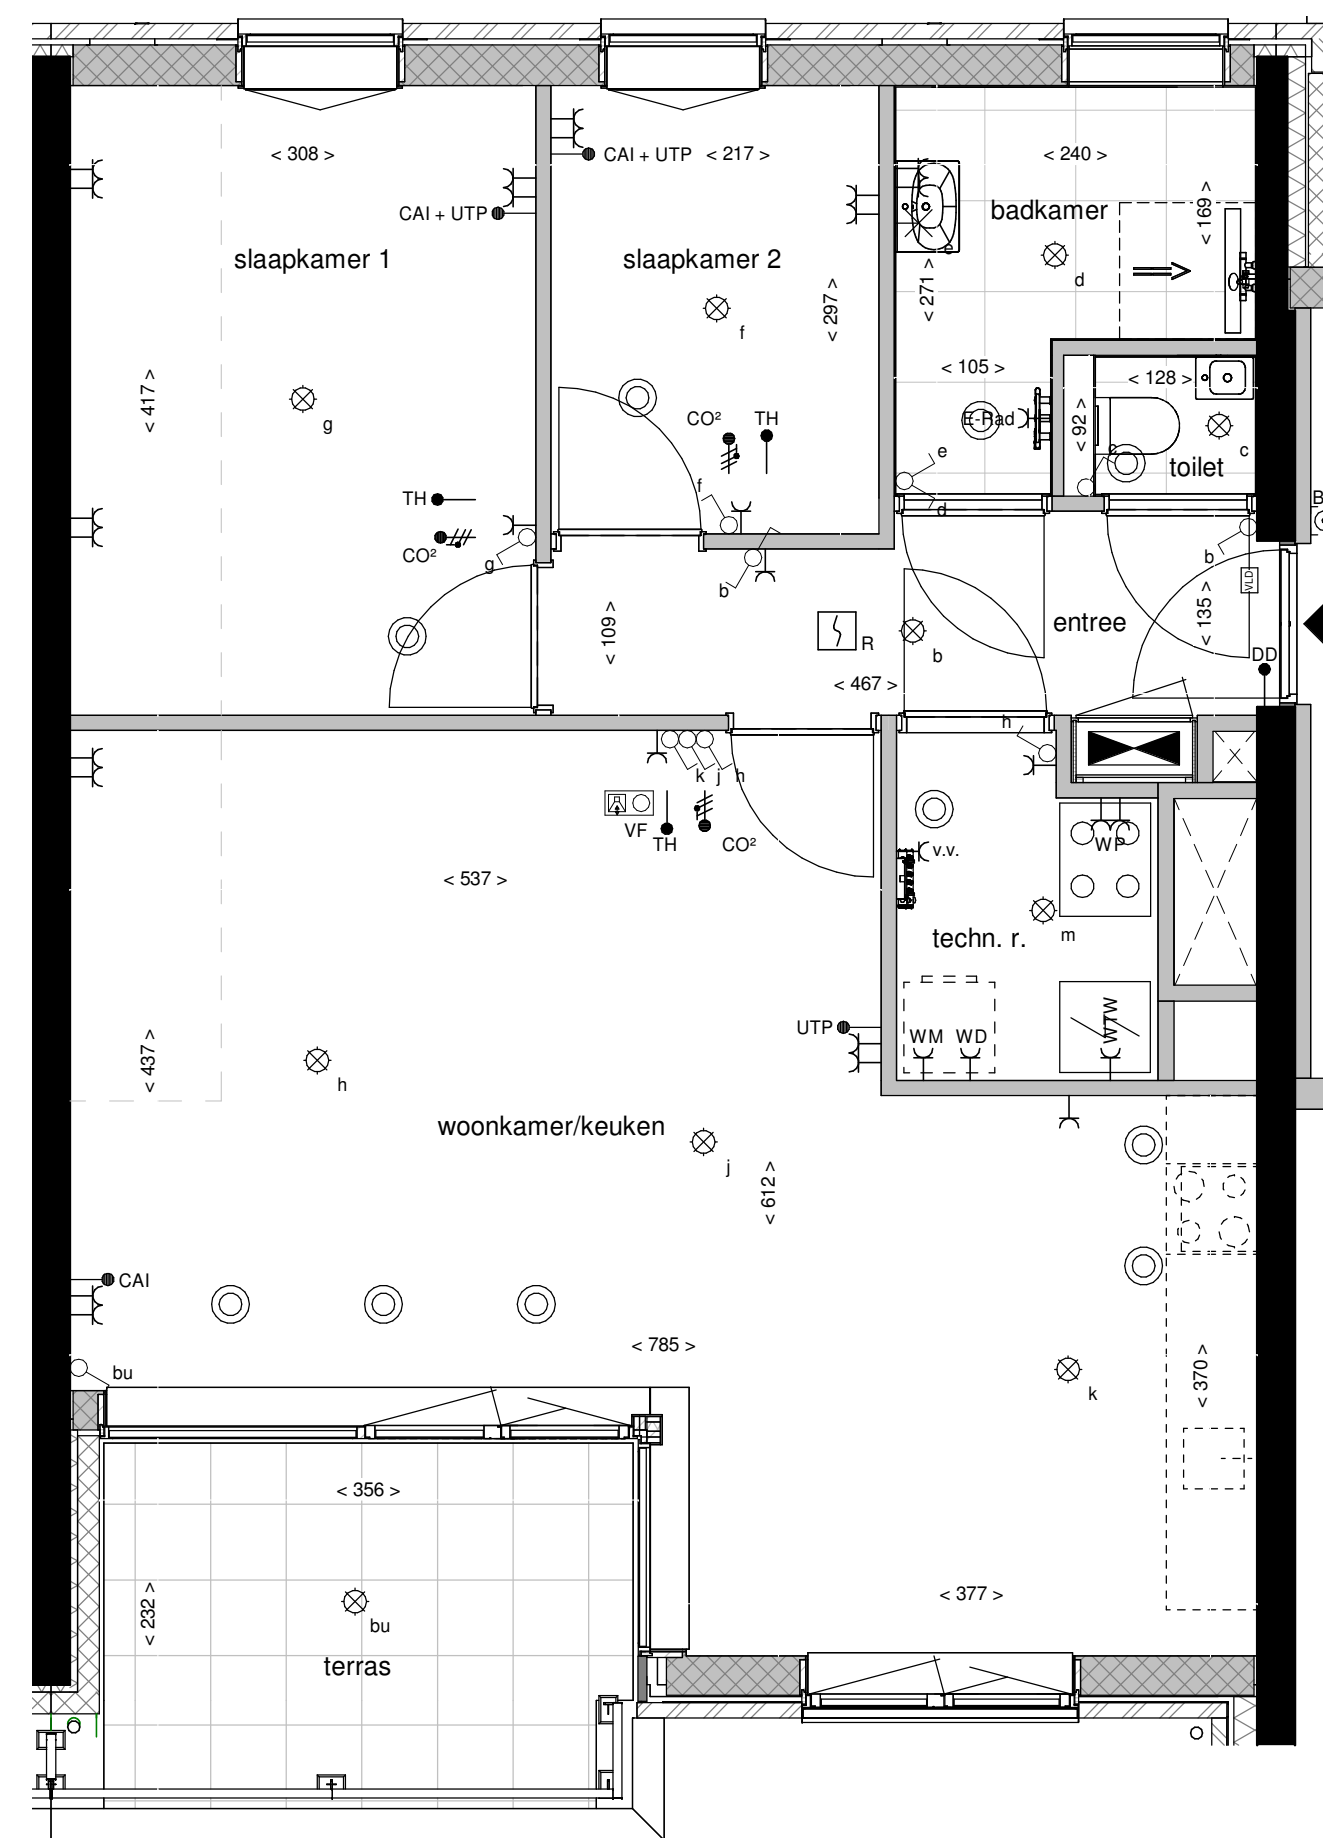 < 308 >
CAI + UTP
< 217 >
< 240 >
CAI + UTP
badkamer
< 169 >
slaapkamer 1
slaapkamer 2
< 271 >
d
< 297 >
f
< 417 >
g
< 105 >
< 128 >
< 92 >
CO²
TH
E-Rad
c
c
toilet
e
f
TH
d
CO²
g
b
b
B
VLD
< 109 >
< 135 >
entree
R
b
DD
< 467 >
h
k
j
h
VF
TH
CO²
WP
v.v.
< 537 >
m
techn. r.
UTP
WM
WD
WTW
< 437 >
h
woonkamer/keuken
j
< 612 >
CAI
< 785 >
bu
k
< 370 >
< 356 >
< 377 >
< 232 >
bu
terras